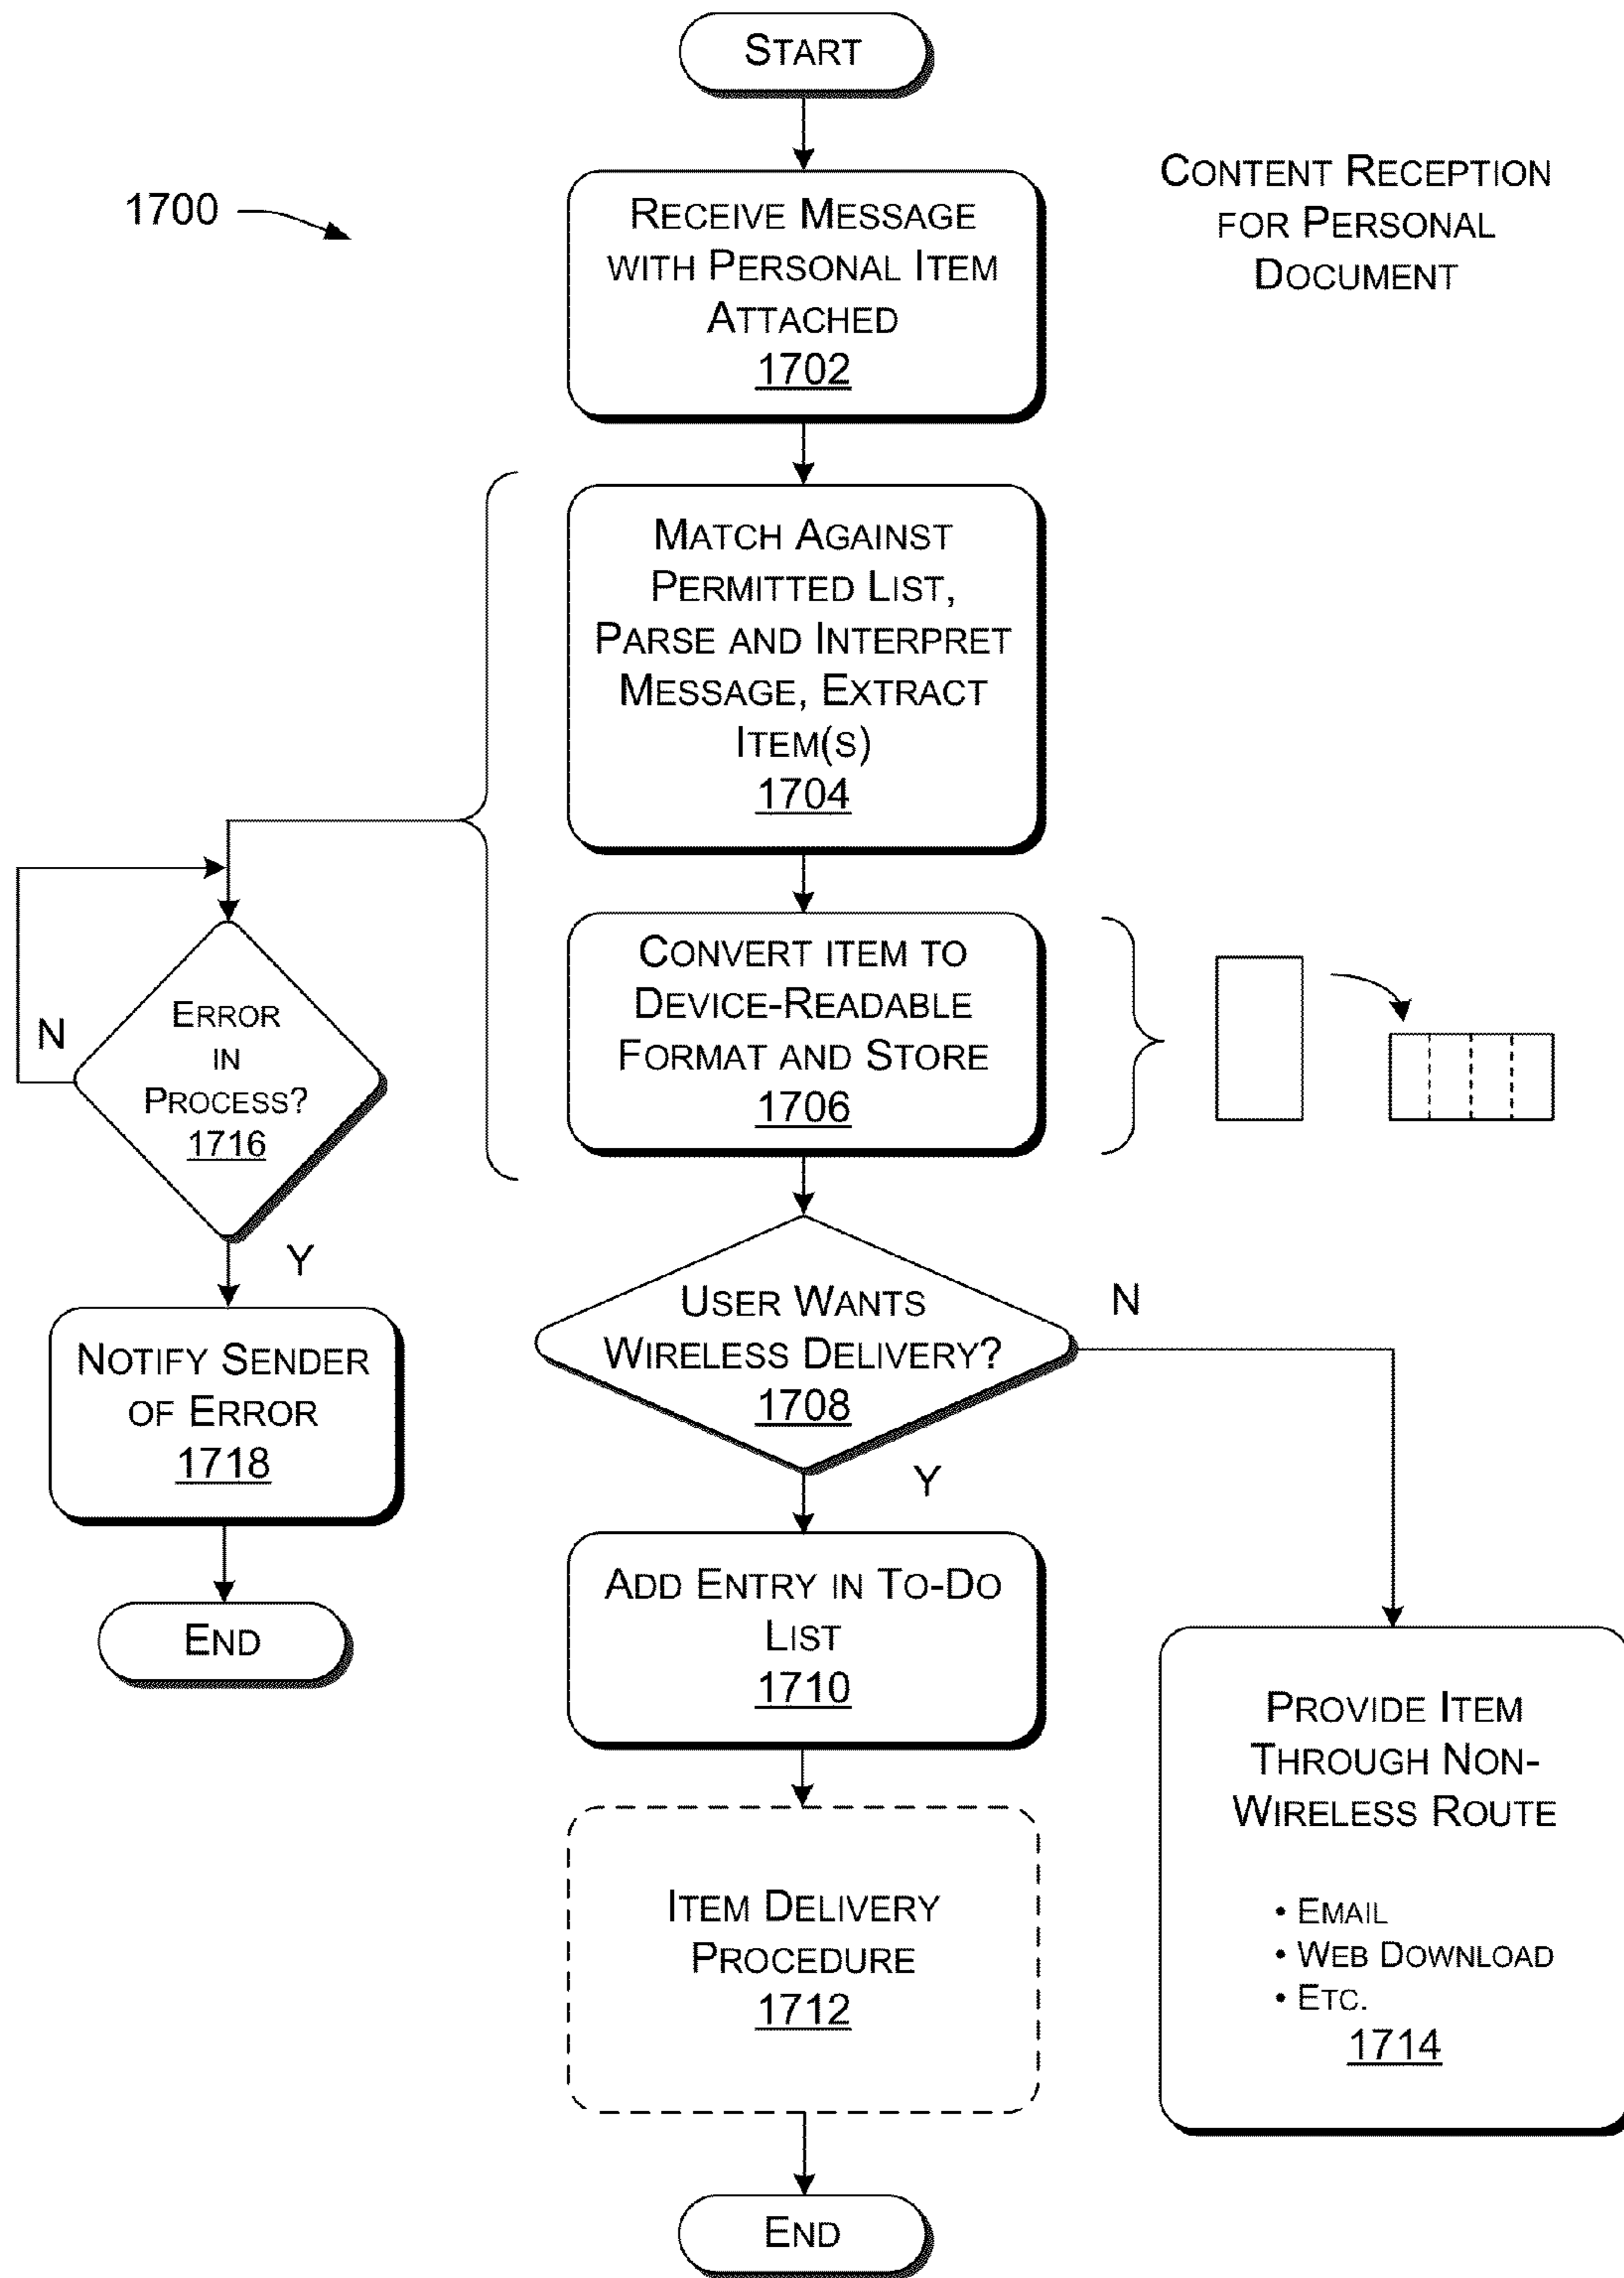 START
1700
CONTENT RECEPTION
FOR PERSONAL
DOCUMENT
RECEIVE MESSAGE
WITH PERSONAL ITEM
ATTACHED
1702
MATCH AGAINST
PERMITTED LIST,
PARSE AND INTERPRET
MESSAGE, EXTRACT
ITEM(S)
1704
CONVERT ITEM TO
DEVICE-READABLE
FORMAT AND STORE
1706
N
ERROR
IN
PROCESS?
1716
Y
NOTIFY SENDER
OF ERROR
1718
END
USER WANTS
WIRELESS DELIVERY?
1708
N
Y
ADD ENTRY IN TO-DO
LIST
1710
ITEM DELIVERY
PROCEDURE
1712
END
PROVIDE ITEM
THROUGH NON-
WIRELESS ROUTE
• EMAIL
• WEB DOWNLOAD
• ETC.
1714